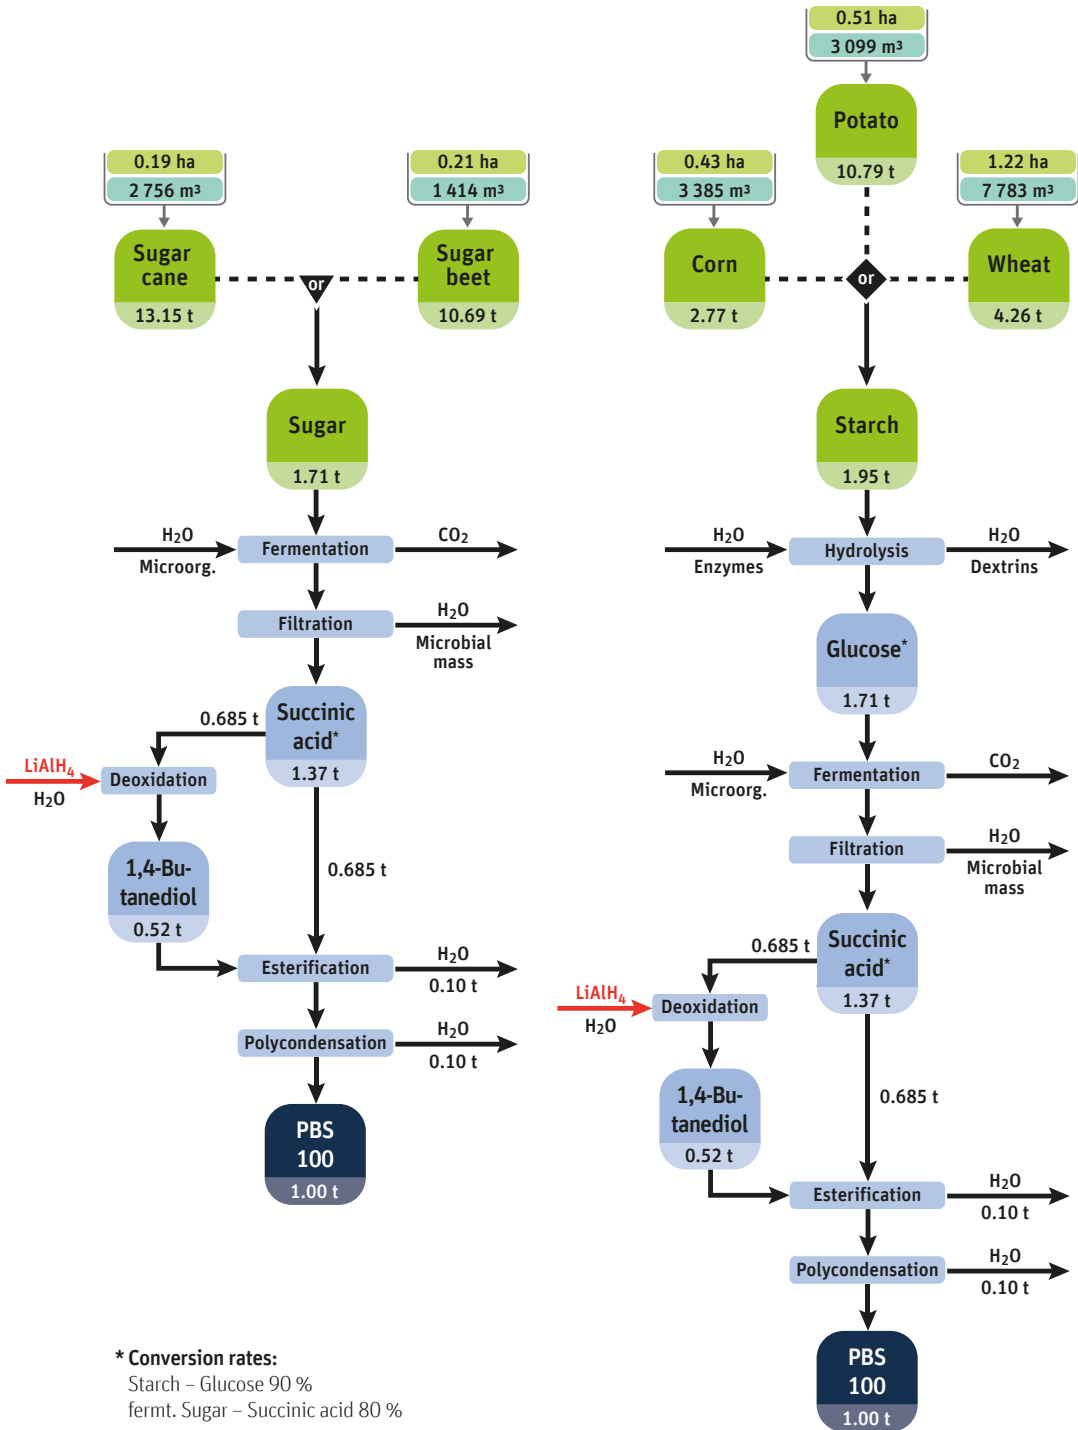 0.19 ha
2 756 m³
Sugar
cane
13.15 t
0.21 ha
1 414 m³
Sugar
beet
10.69 t
or
Sugar
1.71 t
H₂O
Microorg.
Fermentation
CO₂
Filtration
H₂O
Microbial
mass
Succinic
acid*
1.37 t
0.685 t
LiAlH₄
H₂O
Deoxidation
1,4-Bu-
tanediol
0.52 t
0.685 t
Esterification
H₂O
0.10 t
Polycondensation
H₂O
0.10 t
PBS
100
1.00 t
0.51 ha
3 099 m³
Potato
10.79 t
0.43 ha
3 385 m³
Corn
2.77 t
1.22 ha
7 783 m³
Wheat
4.26 t
or
Starch
1.95 t
H₂O
Enzymes
Hydrolysis
H₂O
Dextrins
Glucose*
1.71 t
H₂O
Microorg.
Fermentation
CO₂
Filtration
H₂O
Microbial
mass
Succinic
acid*
1.37 t
0.685 t
LiAlH₄
H₂O
Deoxidation
1,4-Bu-
tanediol
0.52 t
0.685 t
Esterification
H₂O
0.10 t
Polycondensation
H₂O
0.10 t
PBS
100
1.00 t
* Conversion rates:
Starch – Glucose 90 %
fermt. Sugar – Succinic acid 80 %